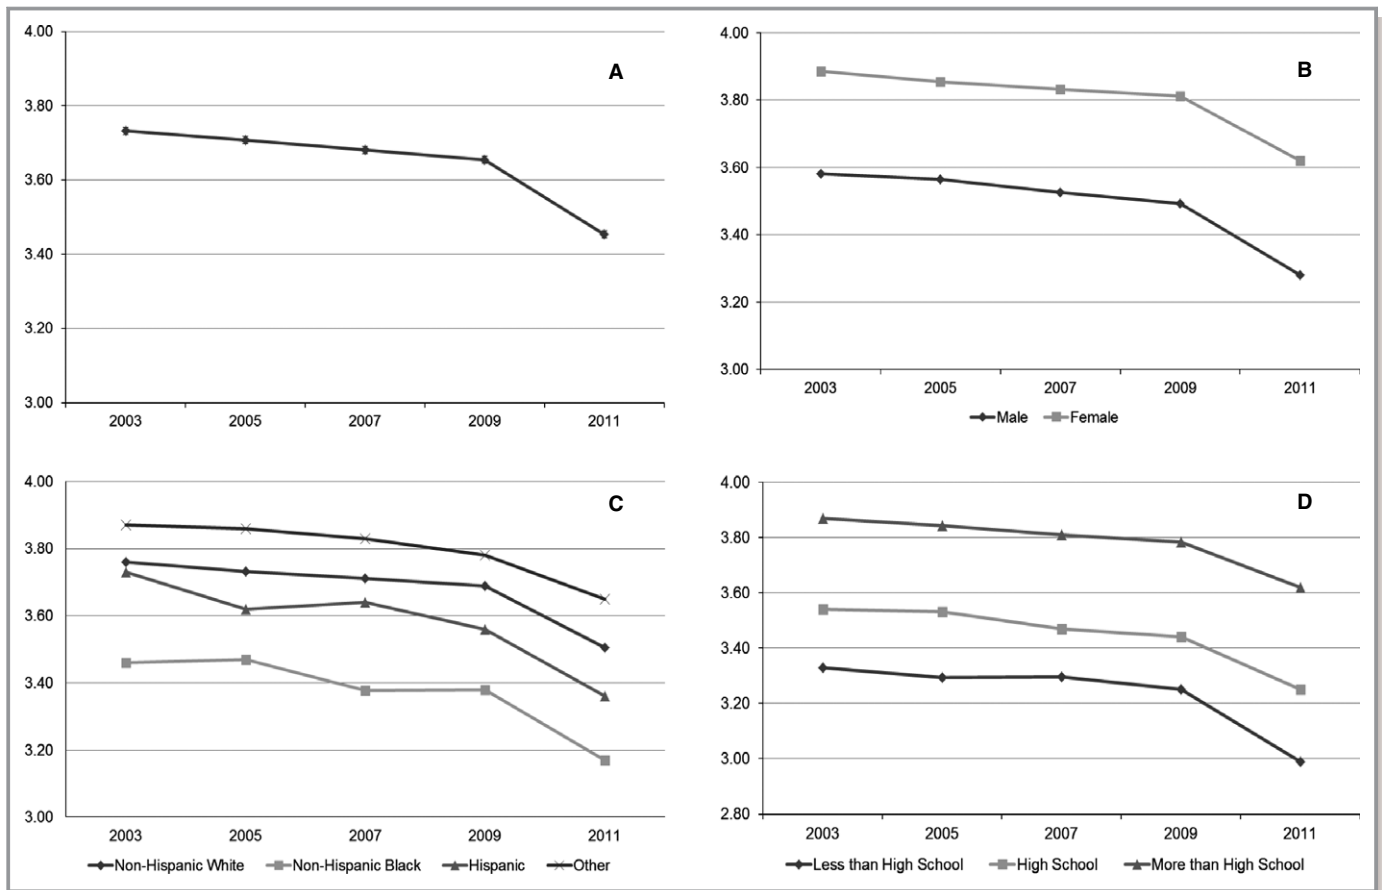 4.00
A
3.80
3.60
3.40
3.20
3.00
2003 2005 2007 2009 2011
4.00
B
3.80
3.60
3.40
3.20
3.00
2003 2005 2007 2009 2011
Male Female
4.00
C
3.80
3.60
3.40
3.20
3.00
2003 2005 2007 2009 2011
Non-Hispanic White Non-Hispanic Black Hispanic Other
4.00
D
3.80
3.60
3.40
3.20
3.00
2.80
2003 2005 2007 2009 2011
Less than High School High School More than High School